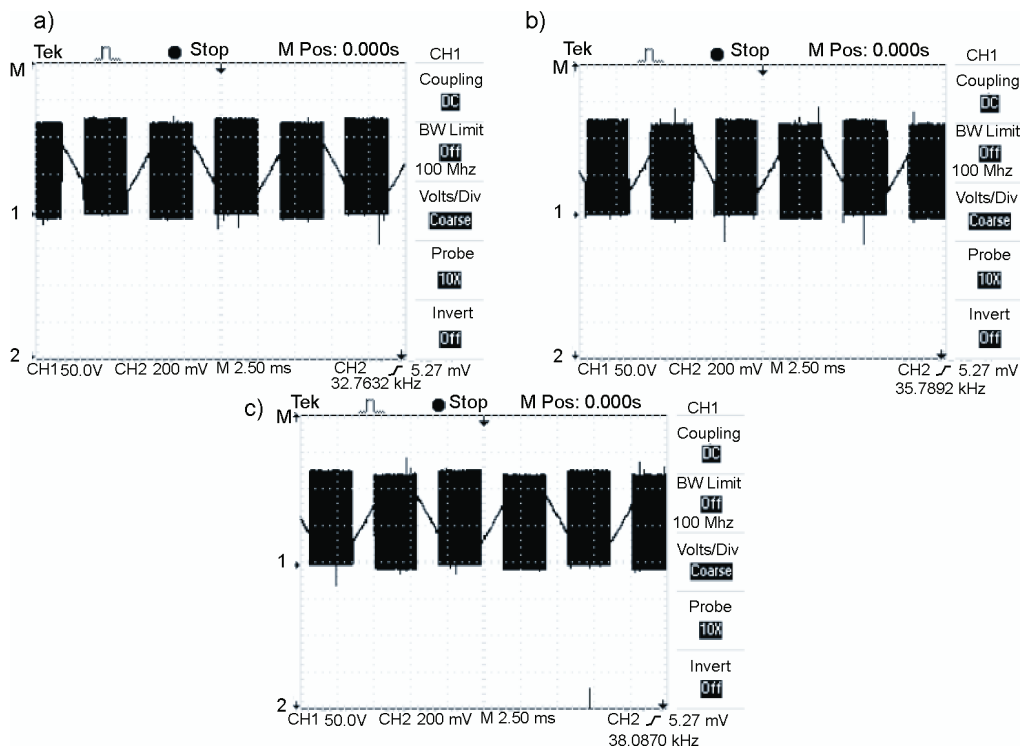 a)
Tek Stop M Pos: 0.000s
CH1
M
Coupling
DC
BW Limit
Off
100 Mhz
Volts/Div
1
Coarse
Probe
10X
Invert
Off
2
CH1 50.0V CH2 200 mV M 2.50 ms CH2 5.27 mV
32.7632 kHz
b)
Tek Stop M Pos: 0.000s
CH1
M
Coupling
DC
BW Limit
Off
100 Mhz
Volts/Div
1
Coarse
Probe
10X
Invert
Off
2
CH1 50.0V CH2 200 mV M 2.50 ms CH2 5.27 mV
35.7892 kHz
c)
Tek Stop M Pos: 0.000s
CH1
M
Coupling
DC
BW Limit
Off
100 Mhz
Volts/Div
1
Coarse
Probe
10X
Invert
Off
2
CH1 50.0V CH2 200 mV M 2.50 ms CH2 5.27 mV
38.0870 kHz